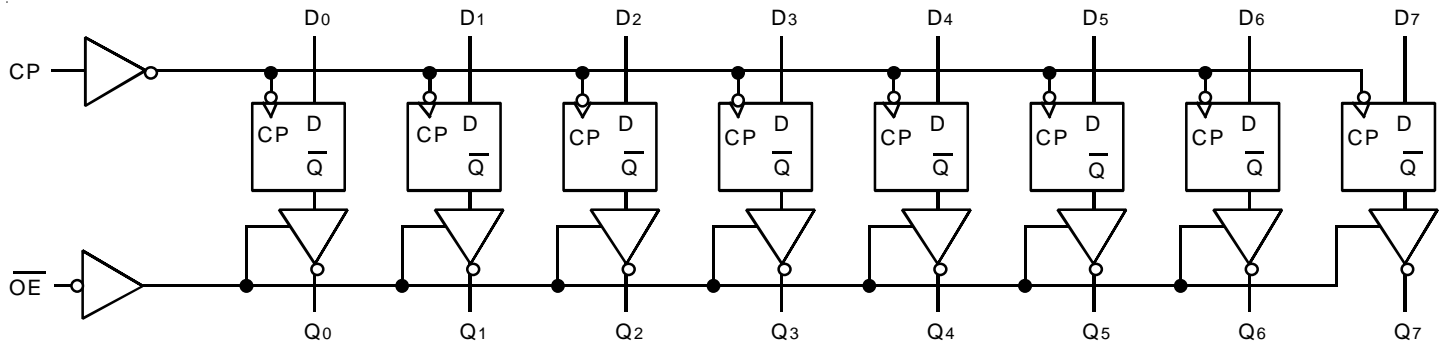 D0 D1 D2 D3 D4 D5 D6 D7
CP
CP D CP D CP D CP D CP D CP D CP D CP D
Q̅ Q̅ Q̅ Q̅ Q̅ Q̅ Q̅ Q̅
O̅E̅
Q0 Q1 Q2 Q3 Q4 Q5 Q6 Q7